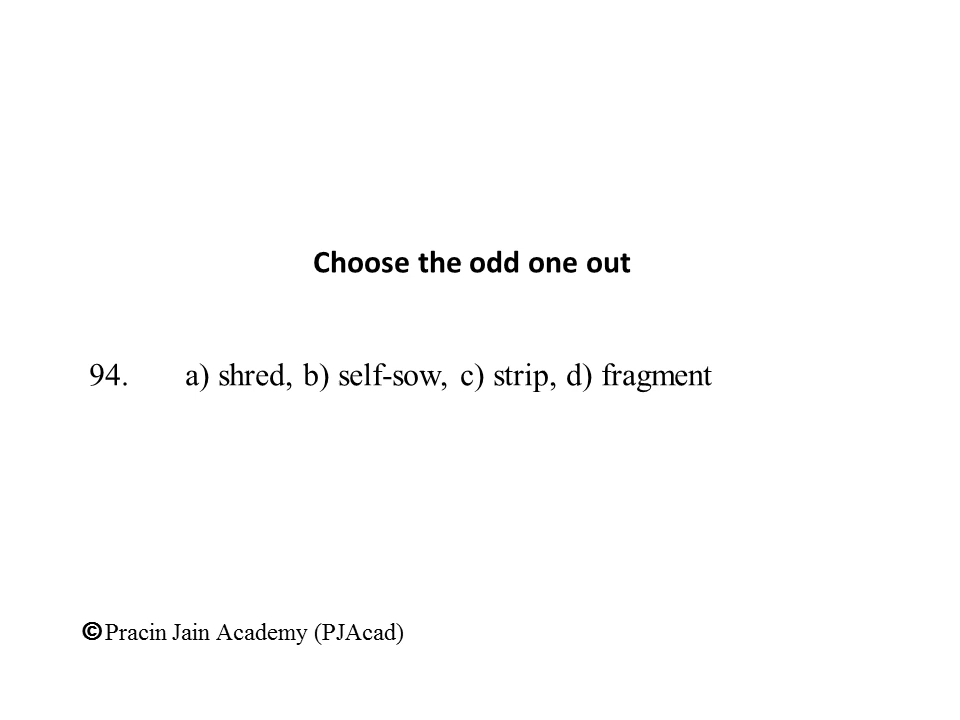 Choose the odd one out
94. a) shred, b) self-sow, c) strip, d) fragment
©Pracin Jain Academy (PJAcad)